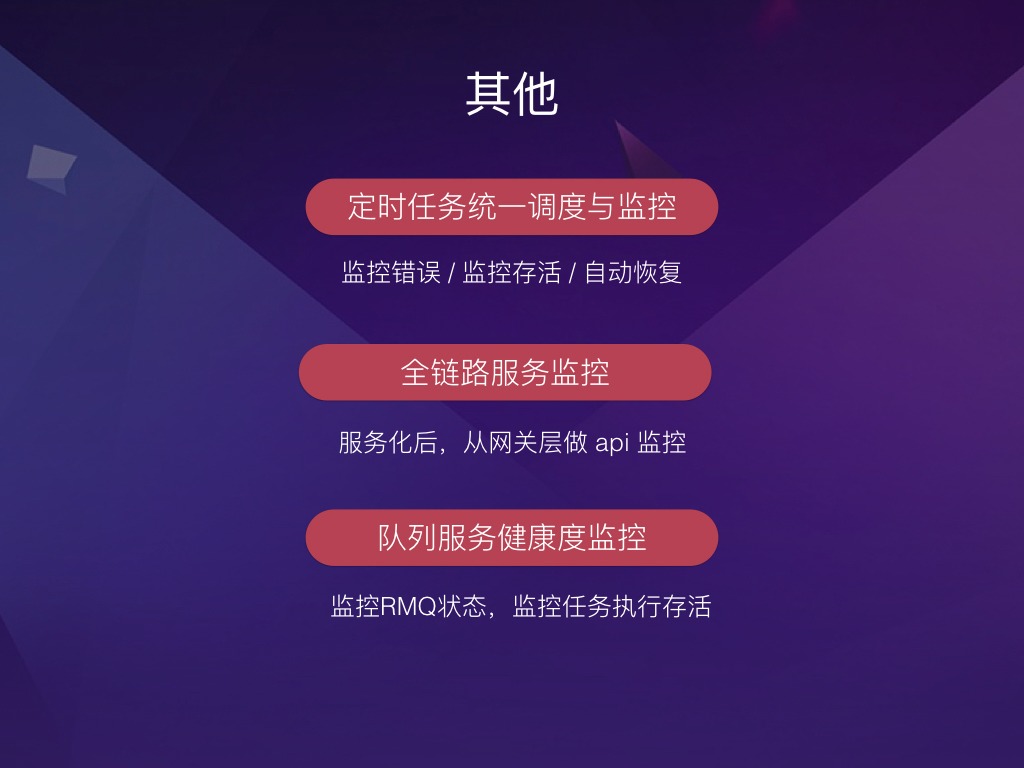 其他
定时任务统一调度与监控
监控错误 / 监控存活 / 自动恢复
全链路服务监控
服务化后，从网关层做 api 监控
队列服务健康度监控
监控RMQ状态，监控任务执行存活